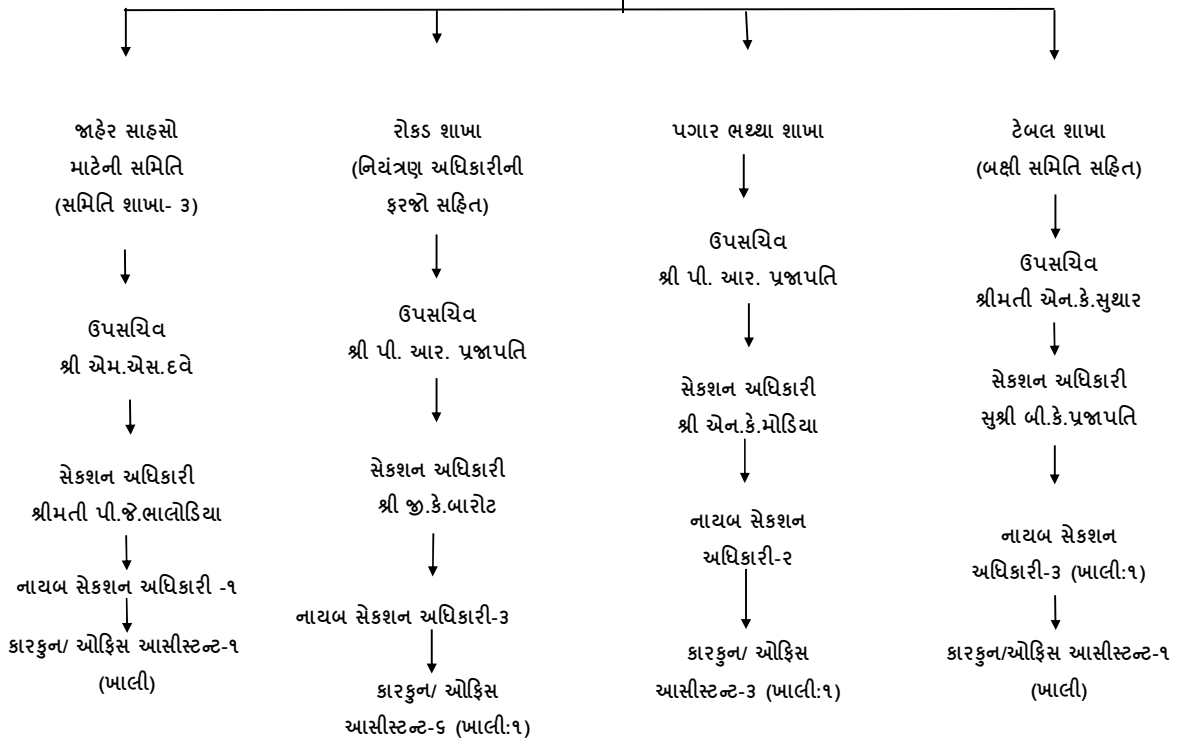 જાહેર સાહસો
માટેની સમિતિ
(સમિતિ શાખા- ૩)
ઉપસચિવ
શ્રી એમ.એસ.દવે
સેકશન અધિકારી
શ્રીમતી પી.જે.ભાલોડિયા
નાયબ સેકશન અધિકારી -૧
કારકુન/ ઓફિસ આસીસ્ટન્ટ-૧
(ખાલી)
રોકડ શાખા
(નિયંત્રણ અધિકારીની
ફરજો સહિત)
ઉપસચિવ
શ્રી પી. આર. પ્રજાપતિ
સેકશન અધિકારી
શ્રી જી.કે.બારોટ
નાયબ સેકશન અધિકારી-૩
કારકુન/ ઓફિસ
આસીસ્ટન્ટ-૬ (ખાલી:૧)
પગાર ભથ્થા શાખા
ઉપસચિવ
શ્રી પી. આર. પ્રજાપતિ
સેકશન અધિકારી
શ્રી એન.કે.મોડિયા
નાયબ સેકશન
અધિકારી-૨
કારકુન/ ઓફિસ
આસીસ્ટન્ટ-૩ (ખાલી:૧)
ટેબલ શાખા
(બક્ષી સમિતિ સહિત)
ઉપસચિવ
શ્રીમતી એન.કે.સુથાર
સેકશન અધિકારી
સુશ્રી બી.કે.પ્રજાપતિ
નાયબ સેકશન
અધિકારી-૩ (ખાલી:૧)
કારકુન/ઓફિસ આસીસ્ટન્ટ-૧
(ખાલી)